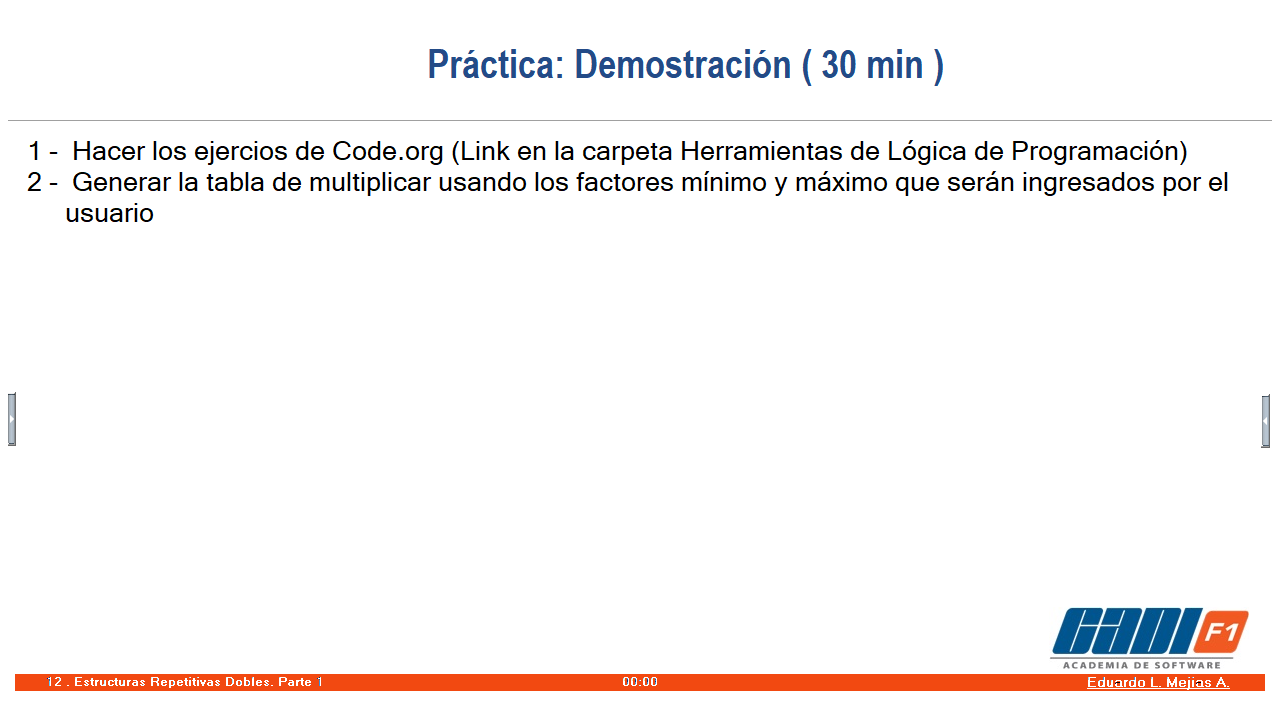 Práctica: Demostración ( 30 min )
1 - Hacer los ejercios de Code.org (Link en la carpeta Herramientas de Lógica de Programación)
2 - Generar la tabla de multiplicar usando los factores mínimo y máximo que serán ingresados por el
usuario
CADI F1
ACADEMIA DE SOFTWARE
12 . Estructuras Repetitivas Dobles. Parte 1
00:00
Eduardo L. Mejias A.